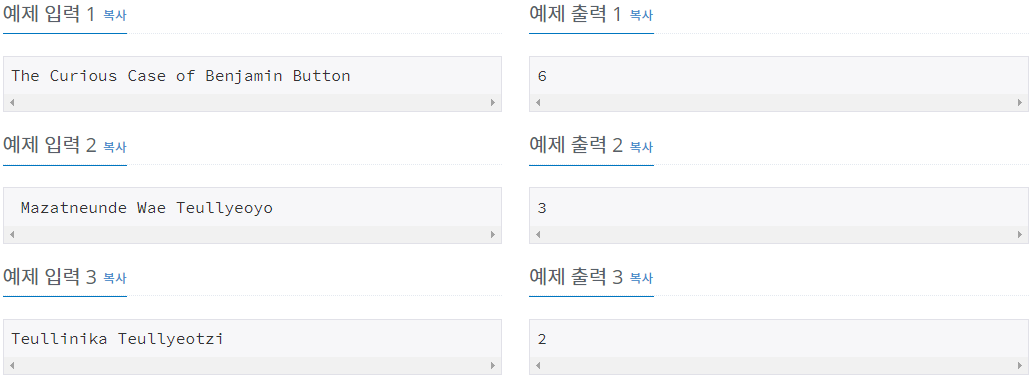 예제 입력 1 복사
예제 출력 1 복사
The Curious Case of Benjamin Button
6
예제 입력 2 복사
예제 출력 2 복사
 Mazatneunde Wae Teullyeoyo
3
예제 입력 3 복사
예제 출력 3 복사
Teullinika Teullyeotzi
2